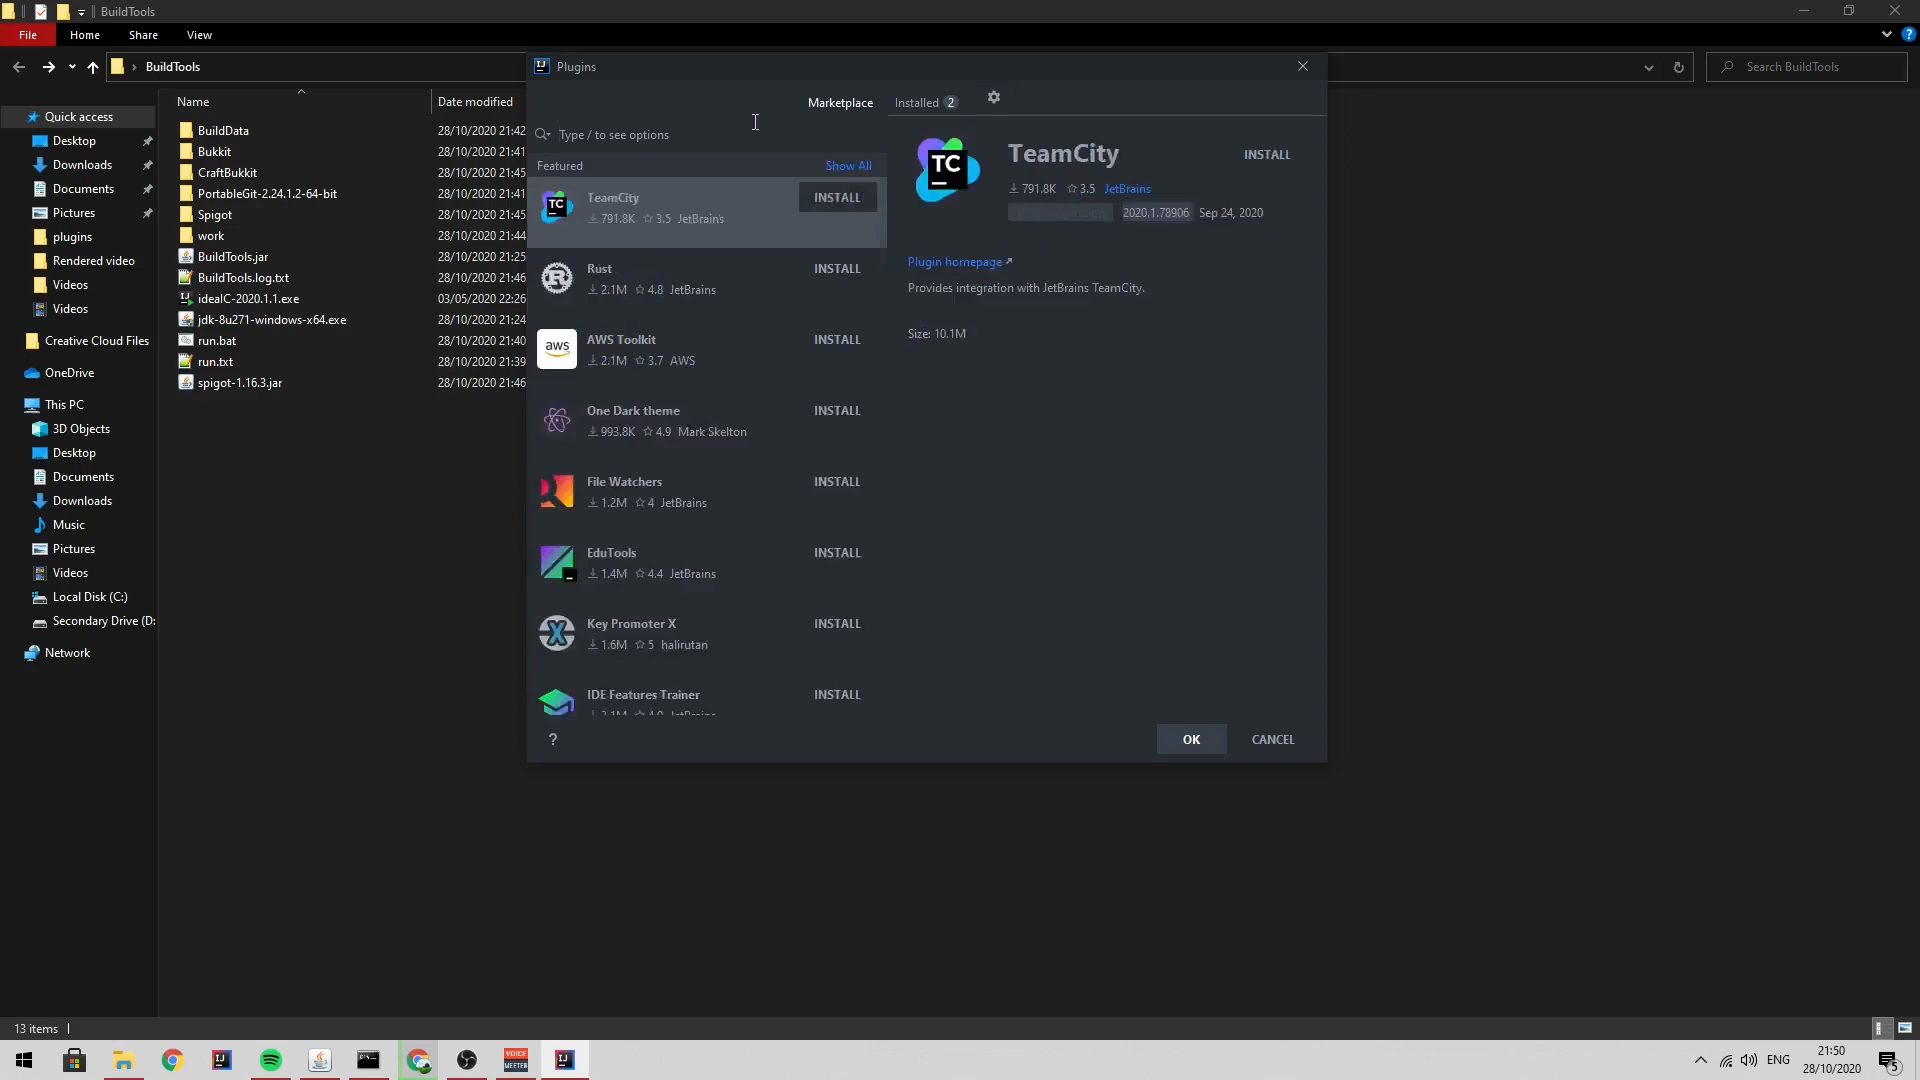 BuildTools
File Home Share View
BuildTools
Search BuildTools
Name Date modified
Quick access
Desktop
Downloads
Documents
Pictures
plugins
Rendered video
Videos
Videos
Creative Cloud Files
OneDrive
This PC
3D Objects
Desktop
Documents
Downloads
Music
Pictures
Videos
Local Disk (C:)
Secondary Drive (D:
Network
BuildData 28/10/2020 21:42
Bukkit 28/10/2020 21:41
CraftBukkit 28/10/2020 21:45
PortableGit-2.24.1.2-64-bit 28/10/2020 21:41
Spigot 28/10/2020 21:45
work 28/10/2020 21:44
BuildTools.jar 28/10/2020 21:25
BuildTools.log.txt 28/10/2020 21:46
ideaIC-2020.1.1.exe 03/05/2020 22:26
jdk-8u271-windows-x64.exe 28/10/2020 21:24
run.bat 28/10/2020 21:40
run.txt 28/10/2020 21:39
spigot-1.16.3.jar 28/10/2020 21:46
Plugins
Marketplace Installed 2
Type / to see options
Featured Show All
TeamCity INSTALL
791.8K 3.5 JetBrains
Rust INSTALL
2.1M 4.8 JetBrains
AWS Toolkit INSTALL
aws
2.1M 3.7 AWS
One Dark theme INSTALL
993.8K 4.9 Mark Skelton
File Watchers INSTALL
1.2M 4 JetBrains
EduTools INSTALL
1.4M 4.4 JetBrains
Key Promoter X INSTALL
1.6M 5 halirutan
IDE Features Trainer INSTALL
TC
TeamCity INSTALL
791.8K 3.5 JetBrains
2020.1.78906 Sep 24, 2020
Plugin homepage
Provides integration with JetBrains TeamCity.
Size: 10.1M
? OK CANCEL
13 items
VOICE
MEETER
ENG
21:50
28/10/2020
5